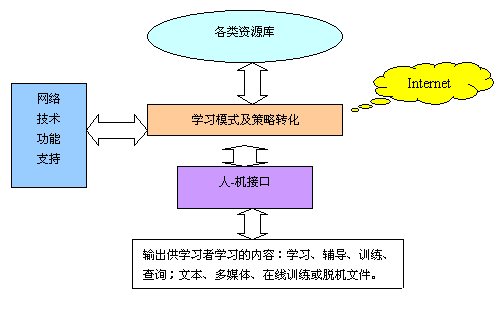 各类资源库
Internet
网络
技术
功能
支持
学习模式及策略转化
人-机接口
输出供学习者学习的内容：学习、辅导、训练、
查询；文本、多媒体、在线训练或脱机文件。